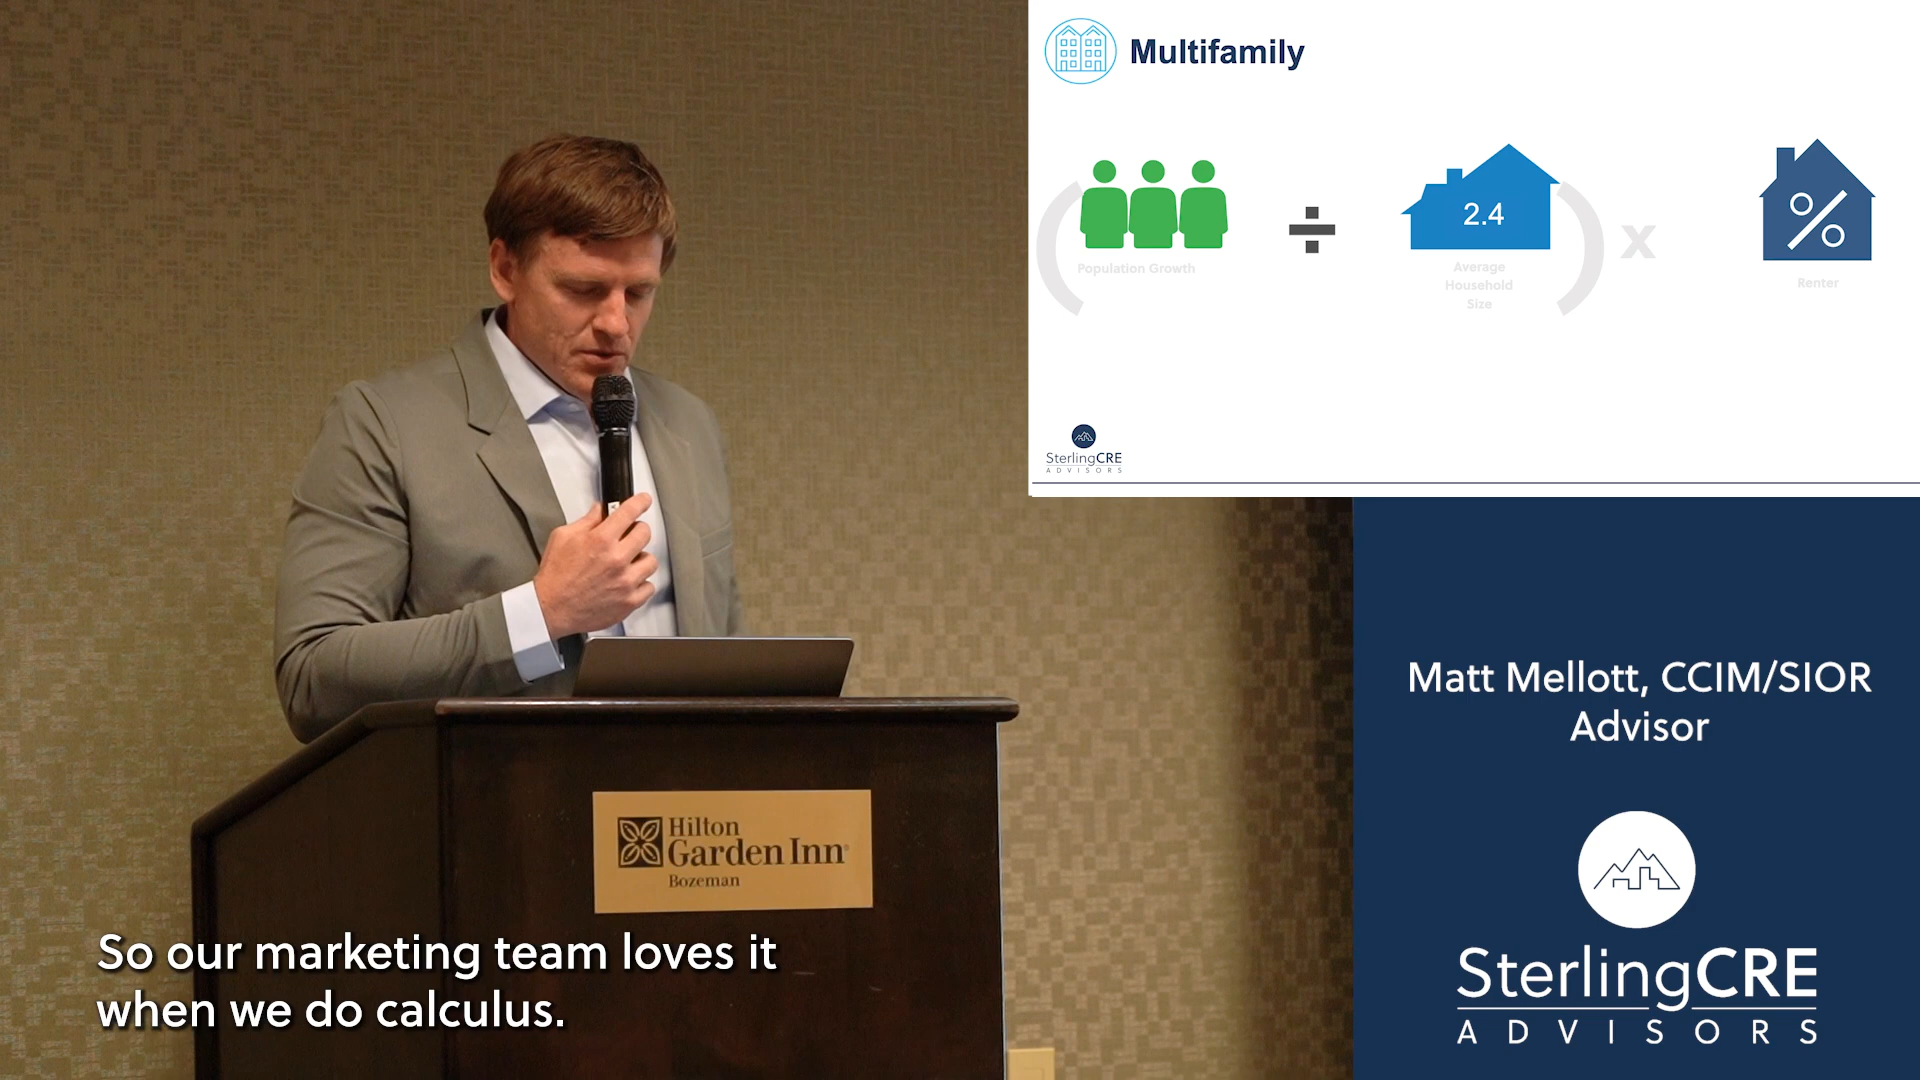 Multifamily
÷
2.4
x
%
Population Growth
Average
Household
Size
Renter
SterlingCRE
ADVISORS
Matt Mellott, CCIM/SIOR
Advisor
Hilton
Garden Inn
Bozeman
So our marketing team loves it
when we do calculus.
SterlingCRE
ADVISORS